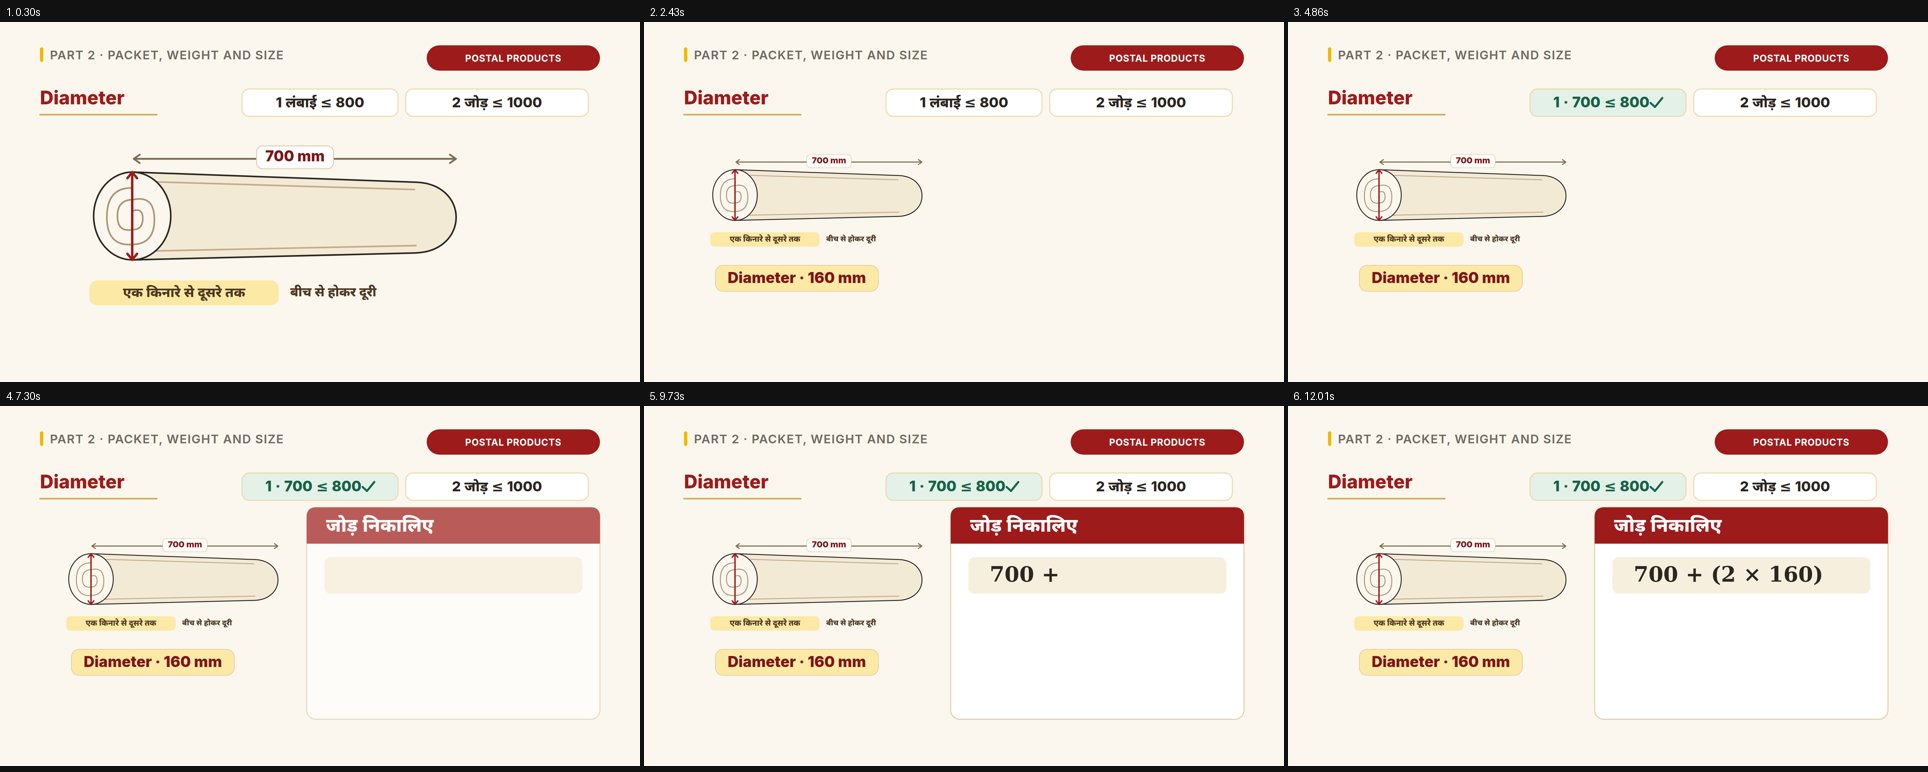 1. 0.30s
PART 2 · PACKET, WEIGHT AND SIZE
POSTAL PRODUCTS
Diameter
1 लंबाई ≤ 800
2 जोड़ ≤ 1000
700 mm
एक किनारे से दूसरे तक
बीच से होकर दूरी
2. 2.43s
PART 2 · PACKET, WEIGHT AND SIZE
POSTAL PRODUCTS
Diameter
1 लंबाई ≤ 800
2 जोड़ ≤ 1000
700 mm
एक किनारे से दूसरे तक
बीच से होकर दूरी
Diameter · 160 mm
3. 4.86s
PART 2 · PACKET, WEIGHT AND SIZE
POSTAL PRODUCTS
Diameter
1 · 700 ≤ 800✓
2 जोड़ ≤ 1000
700 mm
एक किनारे से दूसरे तक
बीच से होकर दूरी
Diameter · 160 mm
4. 7.30s
PART 2 · PACKET, WEIGHT AND SIZE
POSTAL PRODUCTS
Diameter
1 · 700 ≤ 800✓
2 जोड़ ≤ 1000
जोड़ निकालिए
700 mm
एक किनारे से दूसरे तक
बीच से होकर दूरी
Diameter · 160 mm
5. 9.73s
PART 2 · PACKET, WEIGHT AND SIZE
POSTAL PRODUCTS
Diameter
1 · 700 ≤ 800✓
2 जोड़ ≤ 1000
जोड़ निकालिए
700 mm
700 +
एक किनारे से दूसरे तक
बीच से होकर दूरी
Diameter · 160 mm
6. 12.01s
PART 2 · PACKET, WEIGHT AND SIZE
POSTAL PRODUCTS
Diameter
1 · 700 ≤ 800✓
2 जोड़ ≤ 1000
जोड़ निकालिए
700 mm
700 + (2 × 160)
एक किनारे से दूसरे तक
बीच से होकर दूरी
Diameter · 160 mm